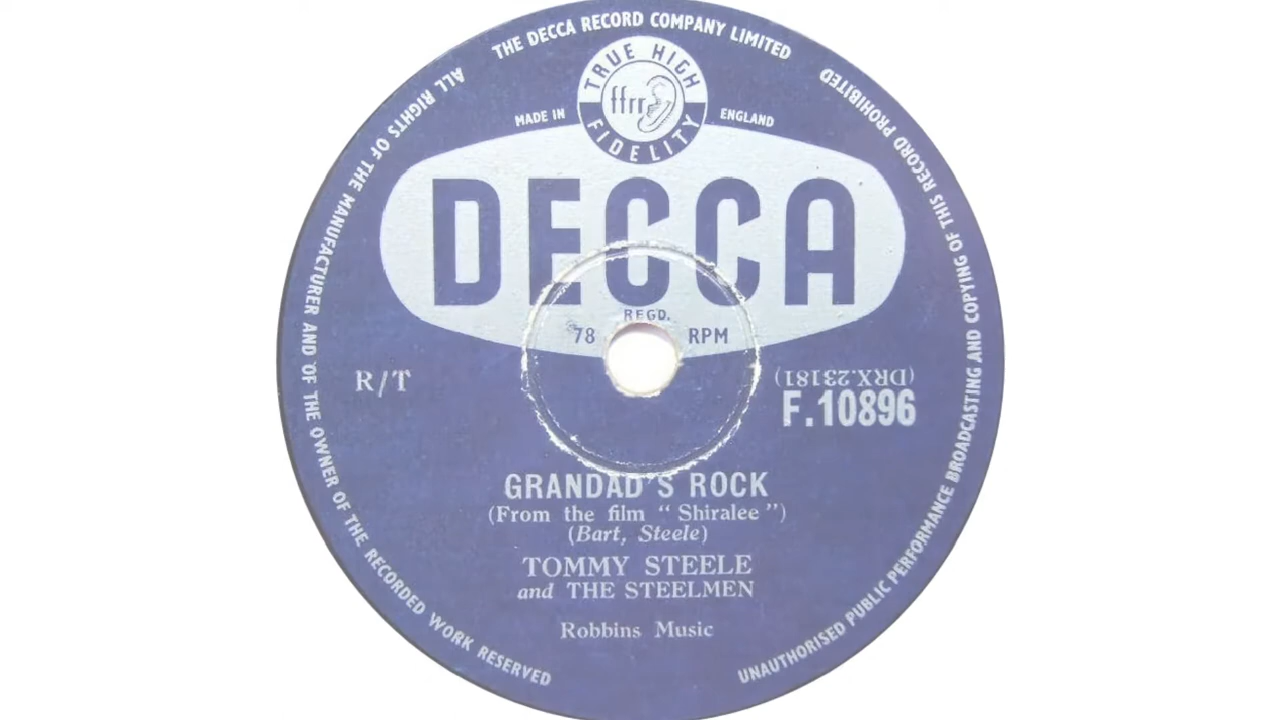 THE DECCA RECORD COMPANY LIMITED
ALL RIGHTS OF THE MANUFACTURER AND OF THE OWNER OF THE RECORDED WORK RESERVED
UNAUTHORISED PUBLIC PERFORMANCE BROADCASTING AND COPYING OF THIS RECORD PROHIBITED
TRUE HIGH
ffrr
FIDELITY
MADE IN ENGLAND
DECCA
REGD.
78 RPM
R/T
(DRX.23181)
F.10896
GRANDAD'S ROCK
(From the film "Shiralee")
(Bart, Steele)
TOMMY STEELE
and THE STEELMEN
Robbins Music